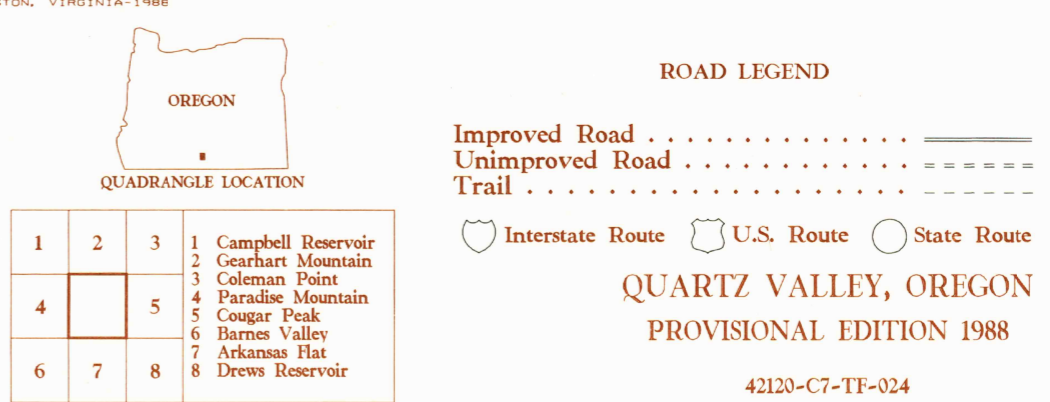 VIRGINIA-1988
OREGON
QUADRANGLE LOCATION
1 2 3
4 5
6 7 8
1 Campbell Reservoir
2 Gearhart Mountain
3 Coleman Point
4 Paradise Mountain
5 Cougar Peak
6 Barnes Valley
7 Arkansas Flat
8 Drews Reservoir
ROAD LEGEND
Improved Road . . . . . . . . . . . . . .
Unimproved Road . . . . . . . . . . . .
Trail . . . . . . . . . . . . . . . . . . .
Interstate Route U.S. Route State Route
QUARTZ VALLEY, OREGON
PROVISIONAL EDITION 1988
42120-C7-TF-024